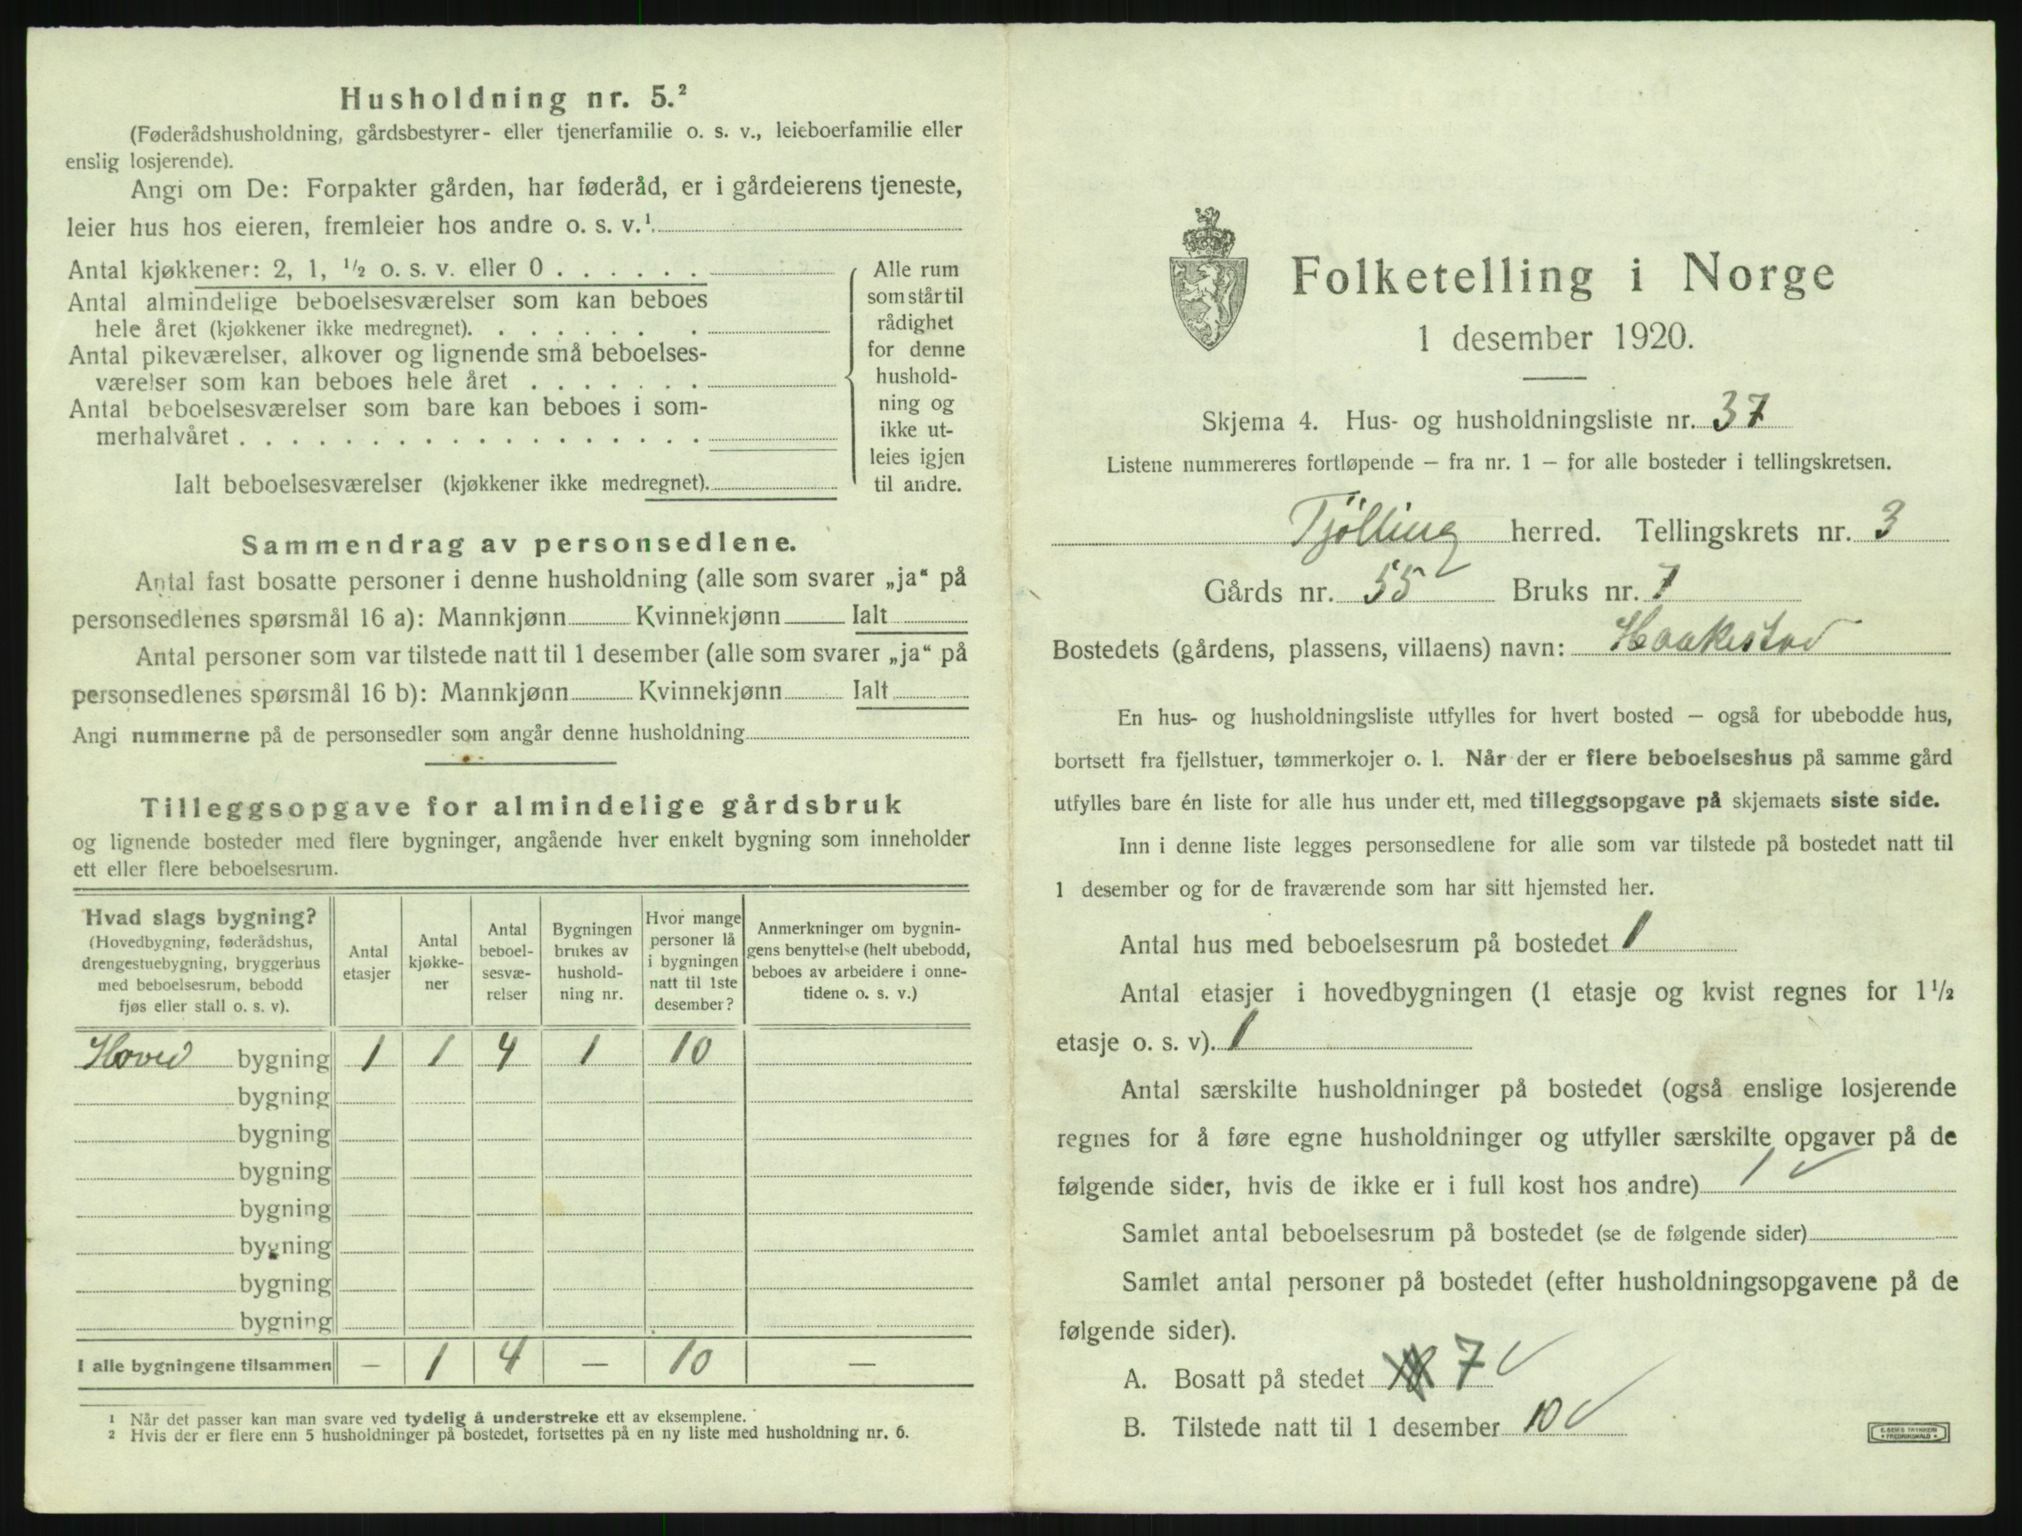 Husholdning nr. 5.²
(Føderådshusholdning, gårdsbestyrer- eller tjenerfamilie o. s. v., leieboerfamilie eller
enslig losjerende).
Angi om De: Forpakter gården, har føderåd, er i gårdeierens tjeneste,
leier hus hos eieren, fremleier hos andre o. s. v.¹
Antal kjøkkener: 2, 1, ½ o. s. v. eller 0 . . . . . .
Antal almindelige beboelsesværelser som kan beboes
hele året (kjøkkener ikke medregnet). . . . . . . . .
Antal pikeværelser, alkover og lignende små beboelses-
værelser som kan beboes hele året . . . . . . .
Antal beboelsesværelser som bare kan beboes i som-
merhalvåret . . . . . . . . . . . . . . . . . .
Ialt beboelsesværelser (kjøkkener ikke medregnet).
Alle rum
som står til
rådighet
for denne
hushold-
ning og
ikke ut-
leies igjen
til andre.
Sammendrag av personsedlene.
Antal fast bosatte personer i denne husholdning (alle som svarer „ja“ på
personsedlenes spørsmål 16 a): Mannkjønn Kvinnekjønn Ialt
Antal personer som var tilstede natt til 1 desember (alle som svarer „ja“ på
personsedlenes spørsmål 16 b): Mannkjønn Kvinnekjønn Ialt
Angi nummerne på de personsedler som angår denne husholdning
Tilleggsopgave for almindelige gårdsbruk
og lignende bosteder med flere bygninger, angående hver enkelt bygning som inneholder
ett eller flere beboelsesrum.
Hvad slags bygning?
(Hovedbygning, føderådshus,
drengestuebygning, bryggerhus
med beboelsesrum, bebodd
fjøs eller stall o. s. v).
Antal
etasjer
Antal
kjøkke-
ner
Antal
beboel-
sesvæ-
relser
Bygningen
brukes av
hushold-
ning nr.
Hvor mange
personer lå
i bygningen
natt til 1ste
desember?
Anmerkninger om bygnin-
gens benyttelse (helt ubebodd,
beboes av arbeidere i onne-
tidene o. s. v.)
Hoved bygning 1 1 4 1 10
bygning
bygning
bygning
bygning
bygning
bygning
bygning
I alle bygningene tilsammen — 1 4 — 10 —
¹ Når det passer kan man svare ved tydelig å understreke ett av eksemplene.
² Hvis der er flere enn 5 husholdninger på bostedet, fortsettes på en ny liste med husholdning nr. 6.
Folketelling i Norge
1 desember 1920.
Skjema 4. Hus- og husholdningsliste nr. 37
Listene nummereres fortløpende — fra nr. 1 — for alle bosteder i tellingskretsen.
Tjølling herred. Tellingskrets nr. 3
Gårds nr. 55 Bruks nr. 7
Bostedets (gårdens, plassens, villaens) navn: Haakestad
En hus- og husholdningsliste utfylles for hvert bosted — også for ubebodde hus,
bortsett fra fjellstuer, tømmerkojer o. l. Når der er flere beboelseshus på samme gård
utfylles bare én liste for alle hus under ett, med tilleggsopgave på skjemaets siste side.
Inn i denne liste legges personsedlene for alle som var tilstede på bostedet natt til
1 desember og for de fraværende som har sitt hjemsted her.
Antal hus med beboelsesrum på bostedet 1
Antal etasjer i hovedbygningen (1 etasje og kvist regnes for 1½
etasje o. s. v). 1
Antal særskilte husholdninger på bostedet (også enslige losjerende
regnes for å føre egne husholdninger og utfyller særskilte opgaver på de
følgende sider, hvis de ikke er i full kost hos andre) 1 ✓
Samlet antal beboelsesrum på bostedet (se de følgende sider)
Samlet antal personer på bostedet (efter husholdningsopgavene på de
følgende sider).
A. Bosatt på stedet 7 ✓
B. Tilstede natt til 1 desember 10 ✓